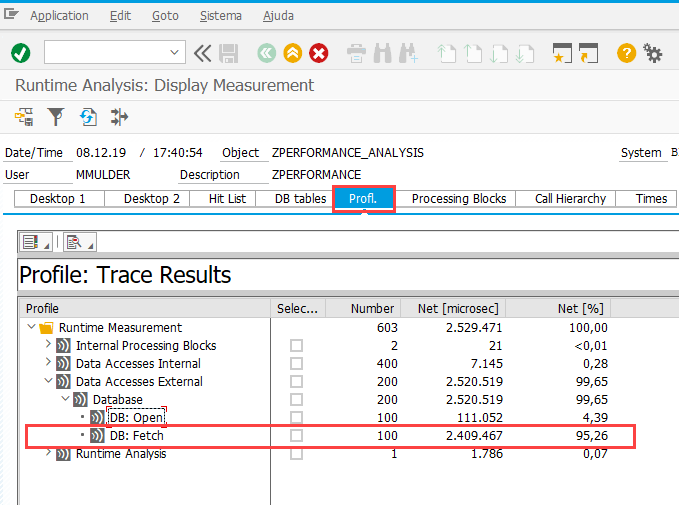 Application Edit Goto Sistema Ajuda
Runtime Analysis: Display Measurement
Date/Time 08.12.19 / 17:40:54 Object ZPERFORMANCE_ANALYSIS System B
User MMULDER Description ZPERFORMANCE
Desktop 1 Desktop 2 Hit List DB tables Profl. Processing Blocks Call Hierarchy Times
Profile: Trace Results
Profile Selec... Number Net [microsec] Net [%]
Runtime Measurement 603 2.529.471 100,00
Internal Processing Blocks 2 21 <0,01
Data Accesses Internal 400 7.145 0,28
Data Accesses External 200 2.520.519 99,65
Database 200 2.520.519 99,65
DB: Open 100 111.052 4,39
DB: Fetch 100 2.409.467 95,26
Runtime Analysis 1 1.786 0,07